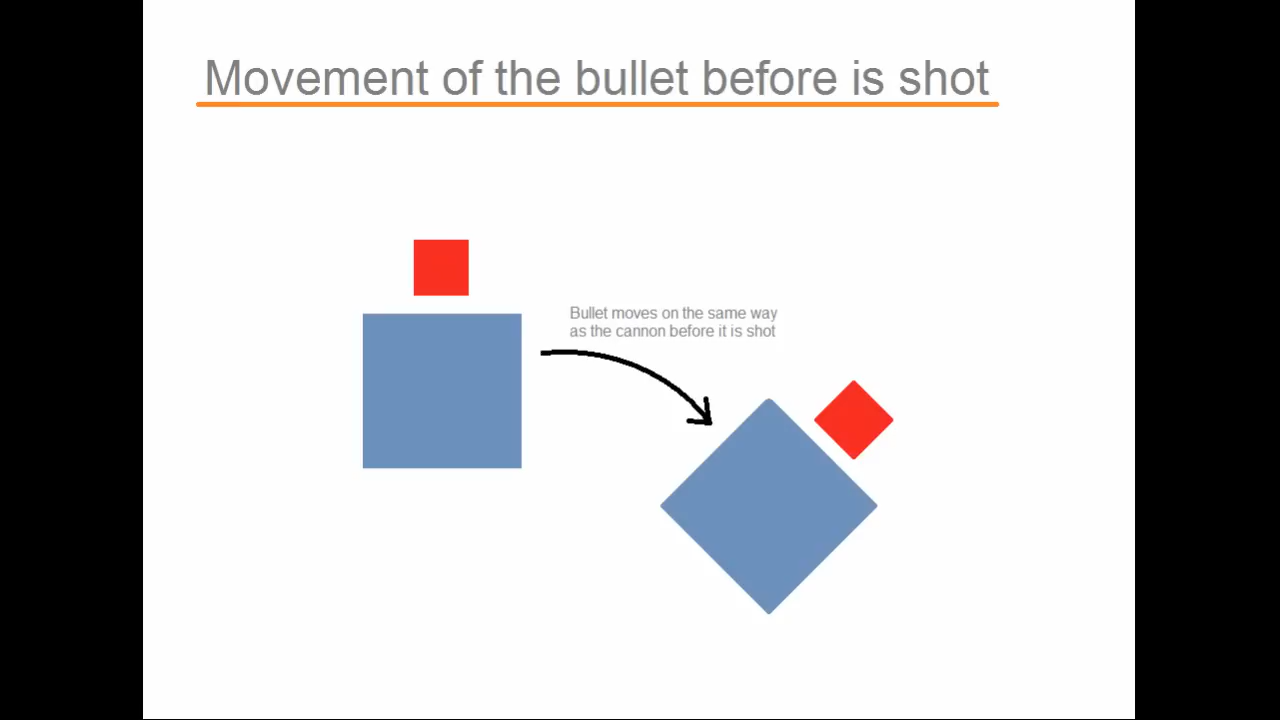 Movement of the bullet before is shot
Bullet moves on the same way
as the cannon before it is shot